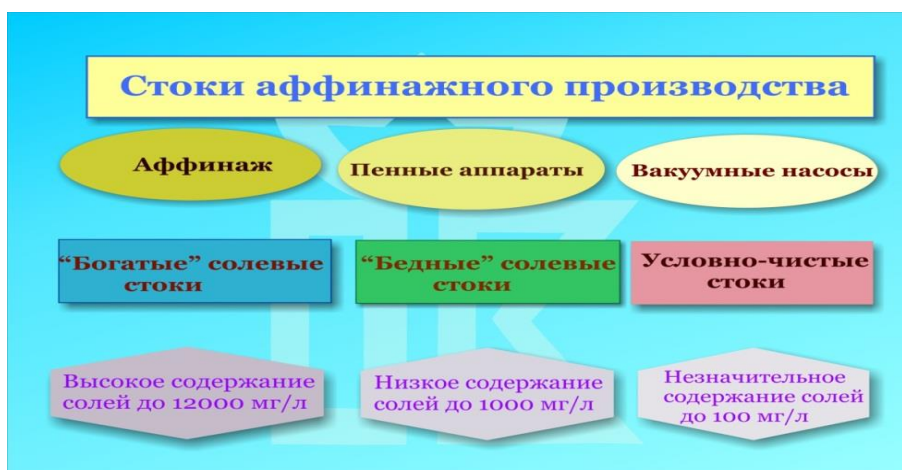 Стоки аффинажного производства
Аффинаж
Пенные аппараты
Вакуумные насосы
“Богатые” солевые
стоки
“Бедные” солевые
стоки
Условно-чистые
стоки
Высокое содержание
солей до 12000 мг/л
Низкое содержание
солей до 1000 мг/л
Незначительное
содержание солей
до 100 мг/л